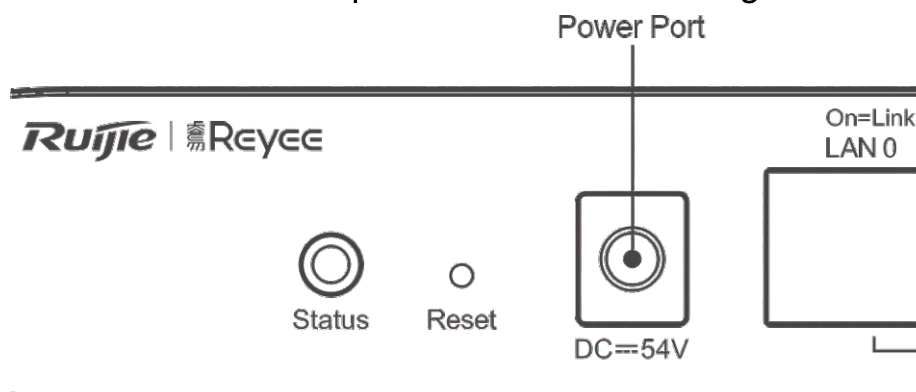 Power Port
Ruijie | Reyee
On=Link
LAN 0
Status
Reset
DC⎓54V